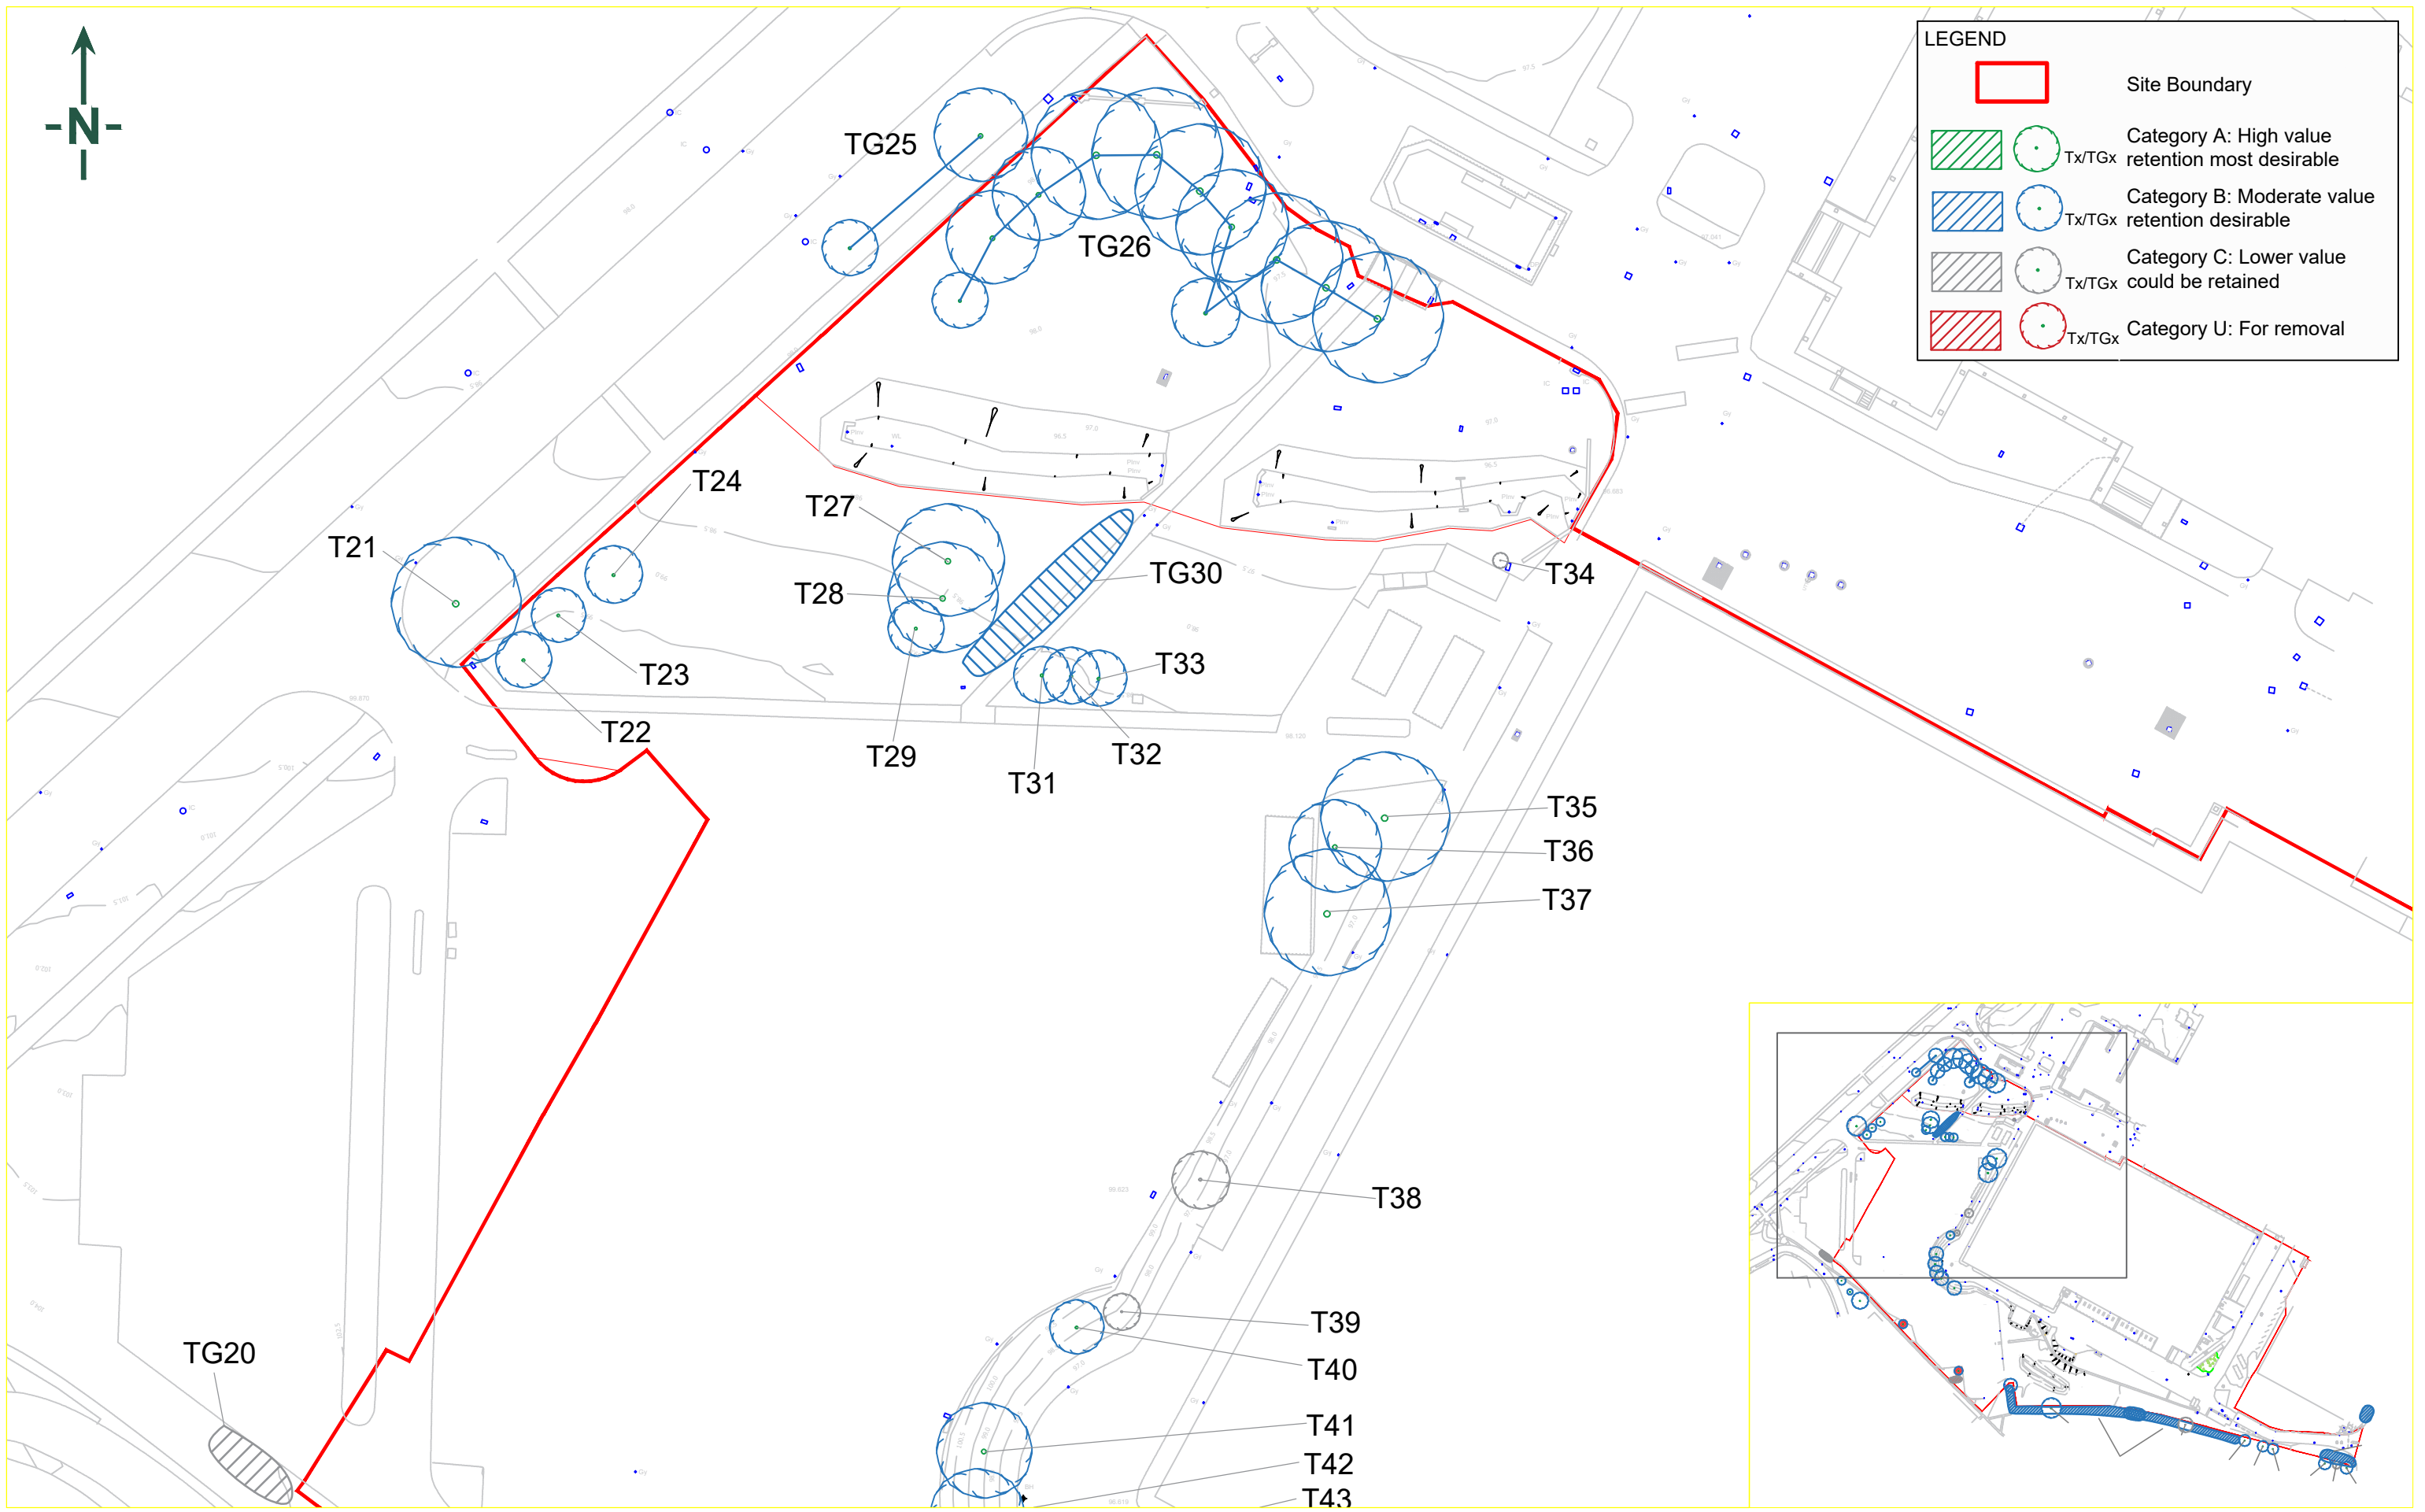 N
LEGEND
Site Boundary
Tx/TGx
Category A: High value
retention most desirable
Tx/TGx
Category B: Moderate value
retention desirable
Tx/TGx
Category C: Lower value
could be retained
Tx/TGx
Category U: For removal
TG25
TG26
T24
T27
T21
TG30
T34
T28
T23
T33
T22
T29
T32
T31
T35
T36
T37
T38
T39
TG20
T40
T41
T42
T43